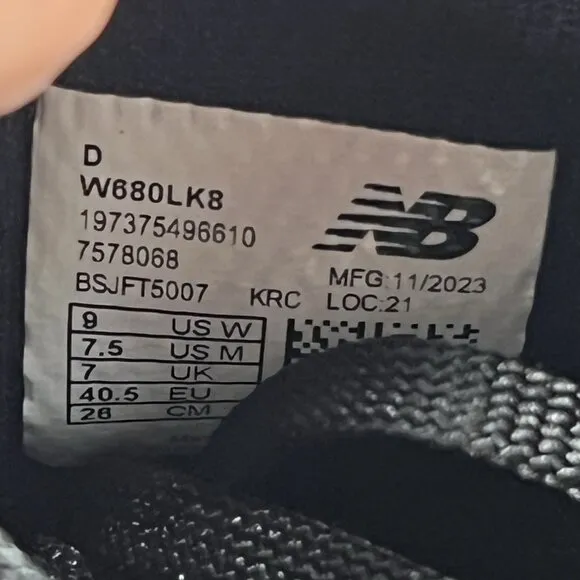 D
W680LK8
197375496610
7578068
BSJFT5007 KRC
NB
MFG:11/2023
LOC:21
9 US W
7.5 US M
7 UK
40.5 EU
26 CM